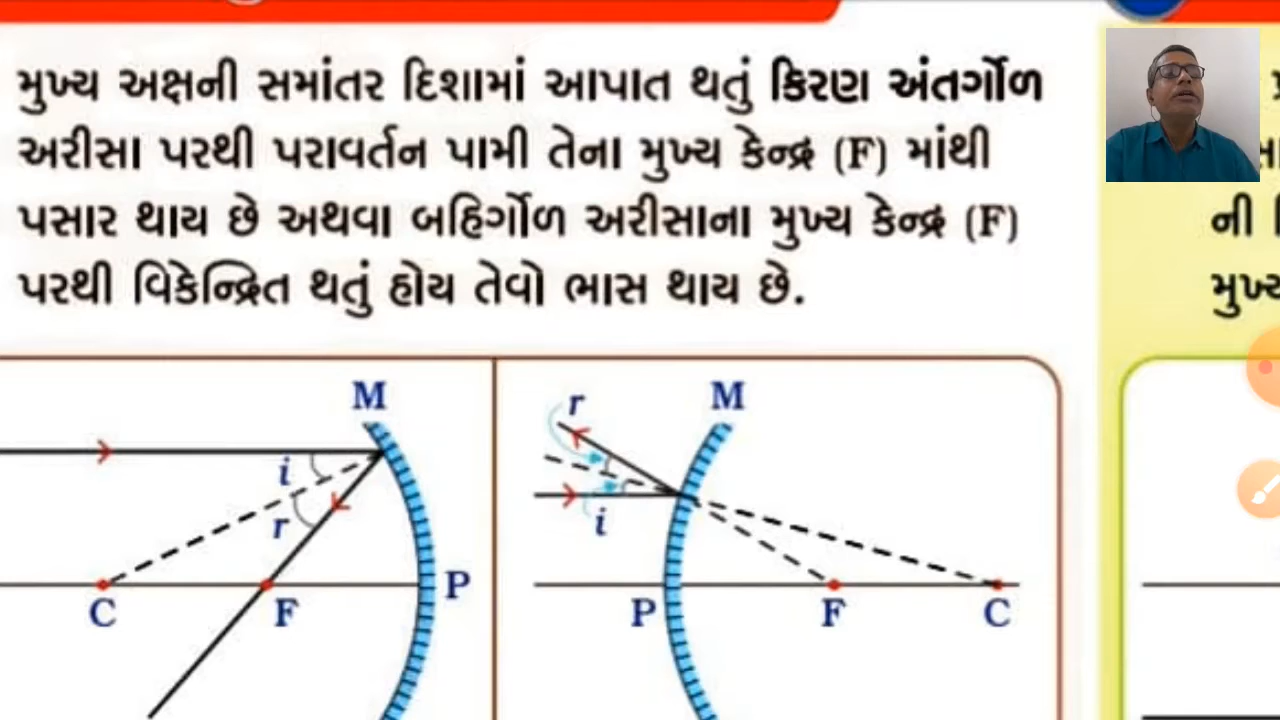 મુખ્ય અક્ષની સમાંતર દિશામાં આપાત થતું કિરણ અંતર્ગોળ
અરીસા પરથી પરાવર્તન પામી તેના મુખ્ય કેન્દ્ર (F) માંથી
પસાર થાય છે અથવા બહિર્ગોળ અરીસાના મુખ્ય કેન્દ્ર (F)
પરથી વિકેન્દ્રિત થતું હોય તેવો ભાસ થાય છે.
ની
મુખ્ય
M
i
r
C
F
P
r
M
i
P
F
C